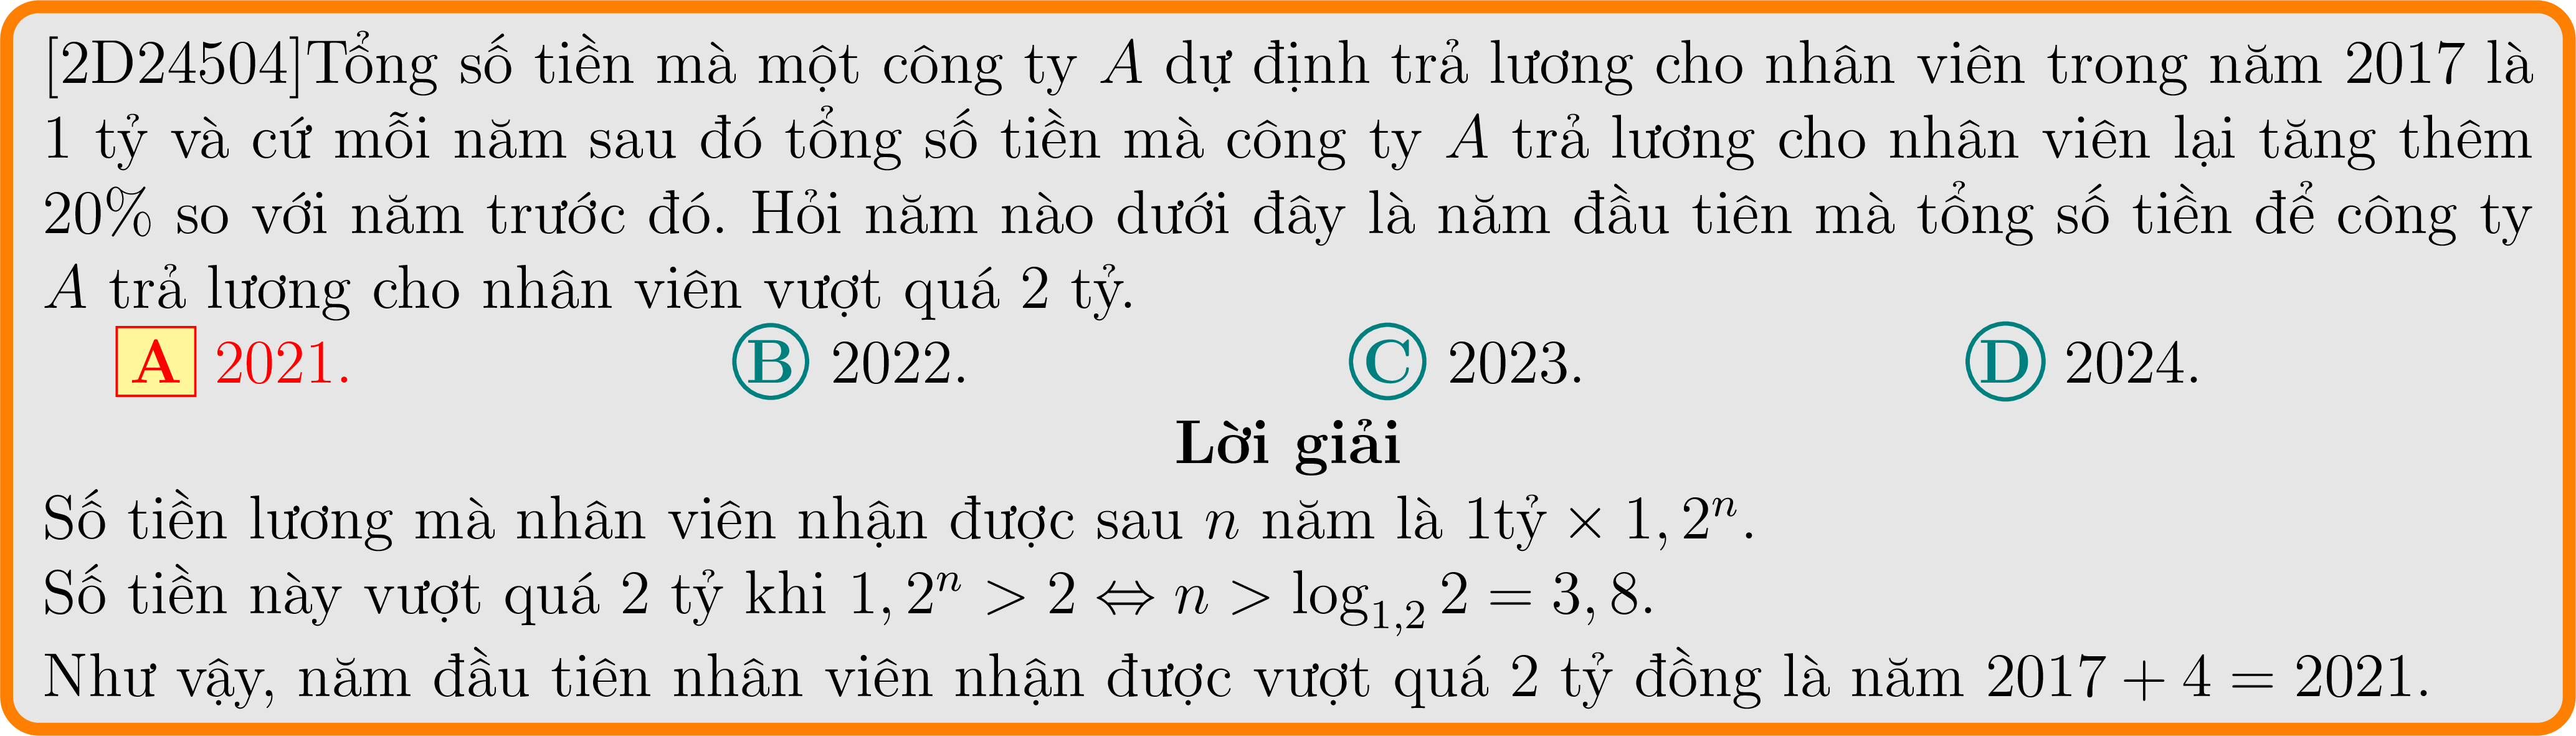 [2D24504]Tổng số tiền mà một công ty A dự định trả lương cho nhân viên trong năm 2017 là
1 tỷ và cứ mỗi năm sau đó tổng số tiền mà công ty A trả lương cho nhân viên lại tăng thêm
20% so với năm trước đó. Hỏi năm nào dưới đây là năm đầu tiên mà tổng số tiền để công ty
A trả lương cho nhân viên vượt quá 2 tỷ.
A 2021. B 2022. C 2023. D 2024.
Lời giải
Số tiền lương mà nhân viên nhận được sau n năm là 1tỷ × 1, 2ⁿ.
Số tiền này vượt quá 2 tỷ khi 1, 2ⁿ > 2 ⇔ n > log₁,₂ 2 = 3, 8.
Như vậy, năm đầu tiên nhân viên nhận được vượt quá 2 tỷ đồng là năm 2017 + 4 = 2021.